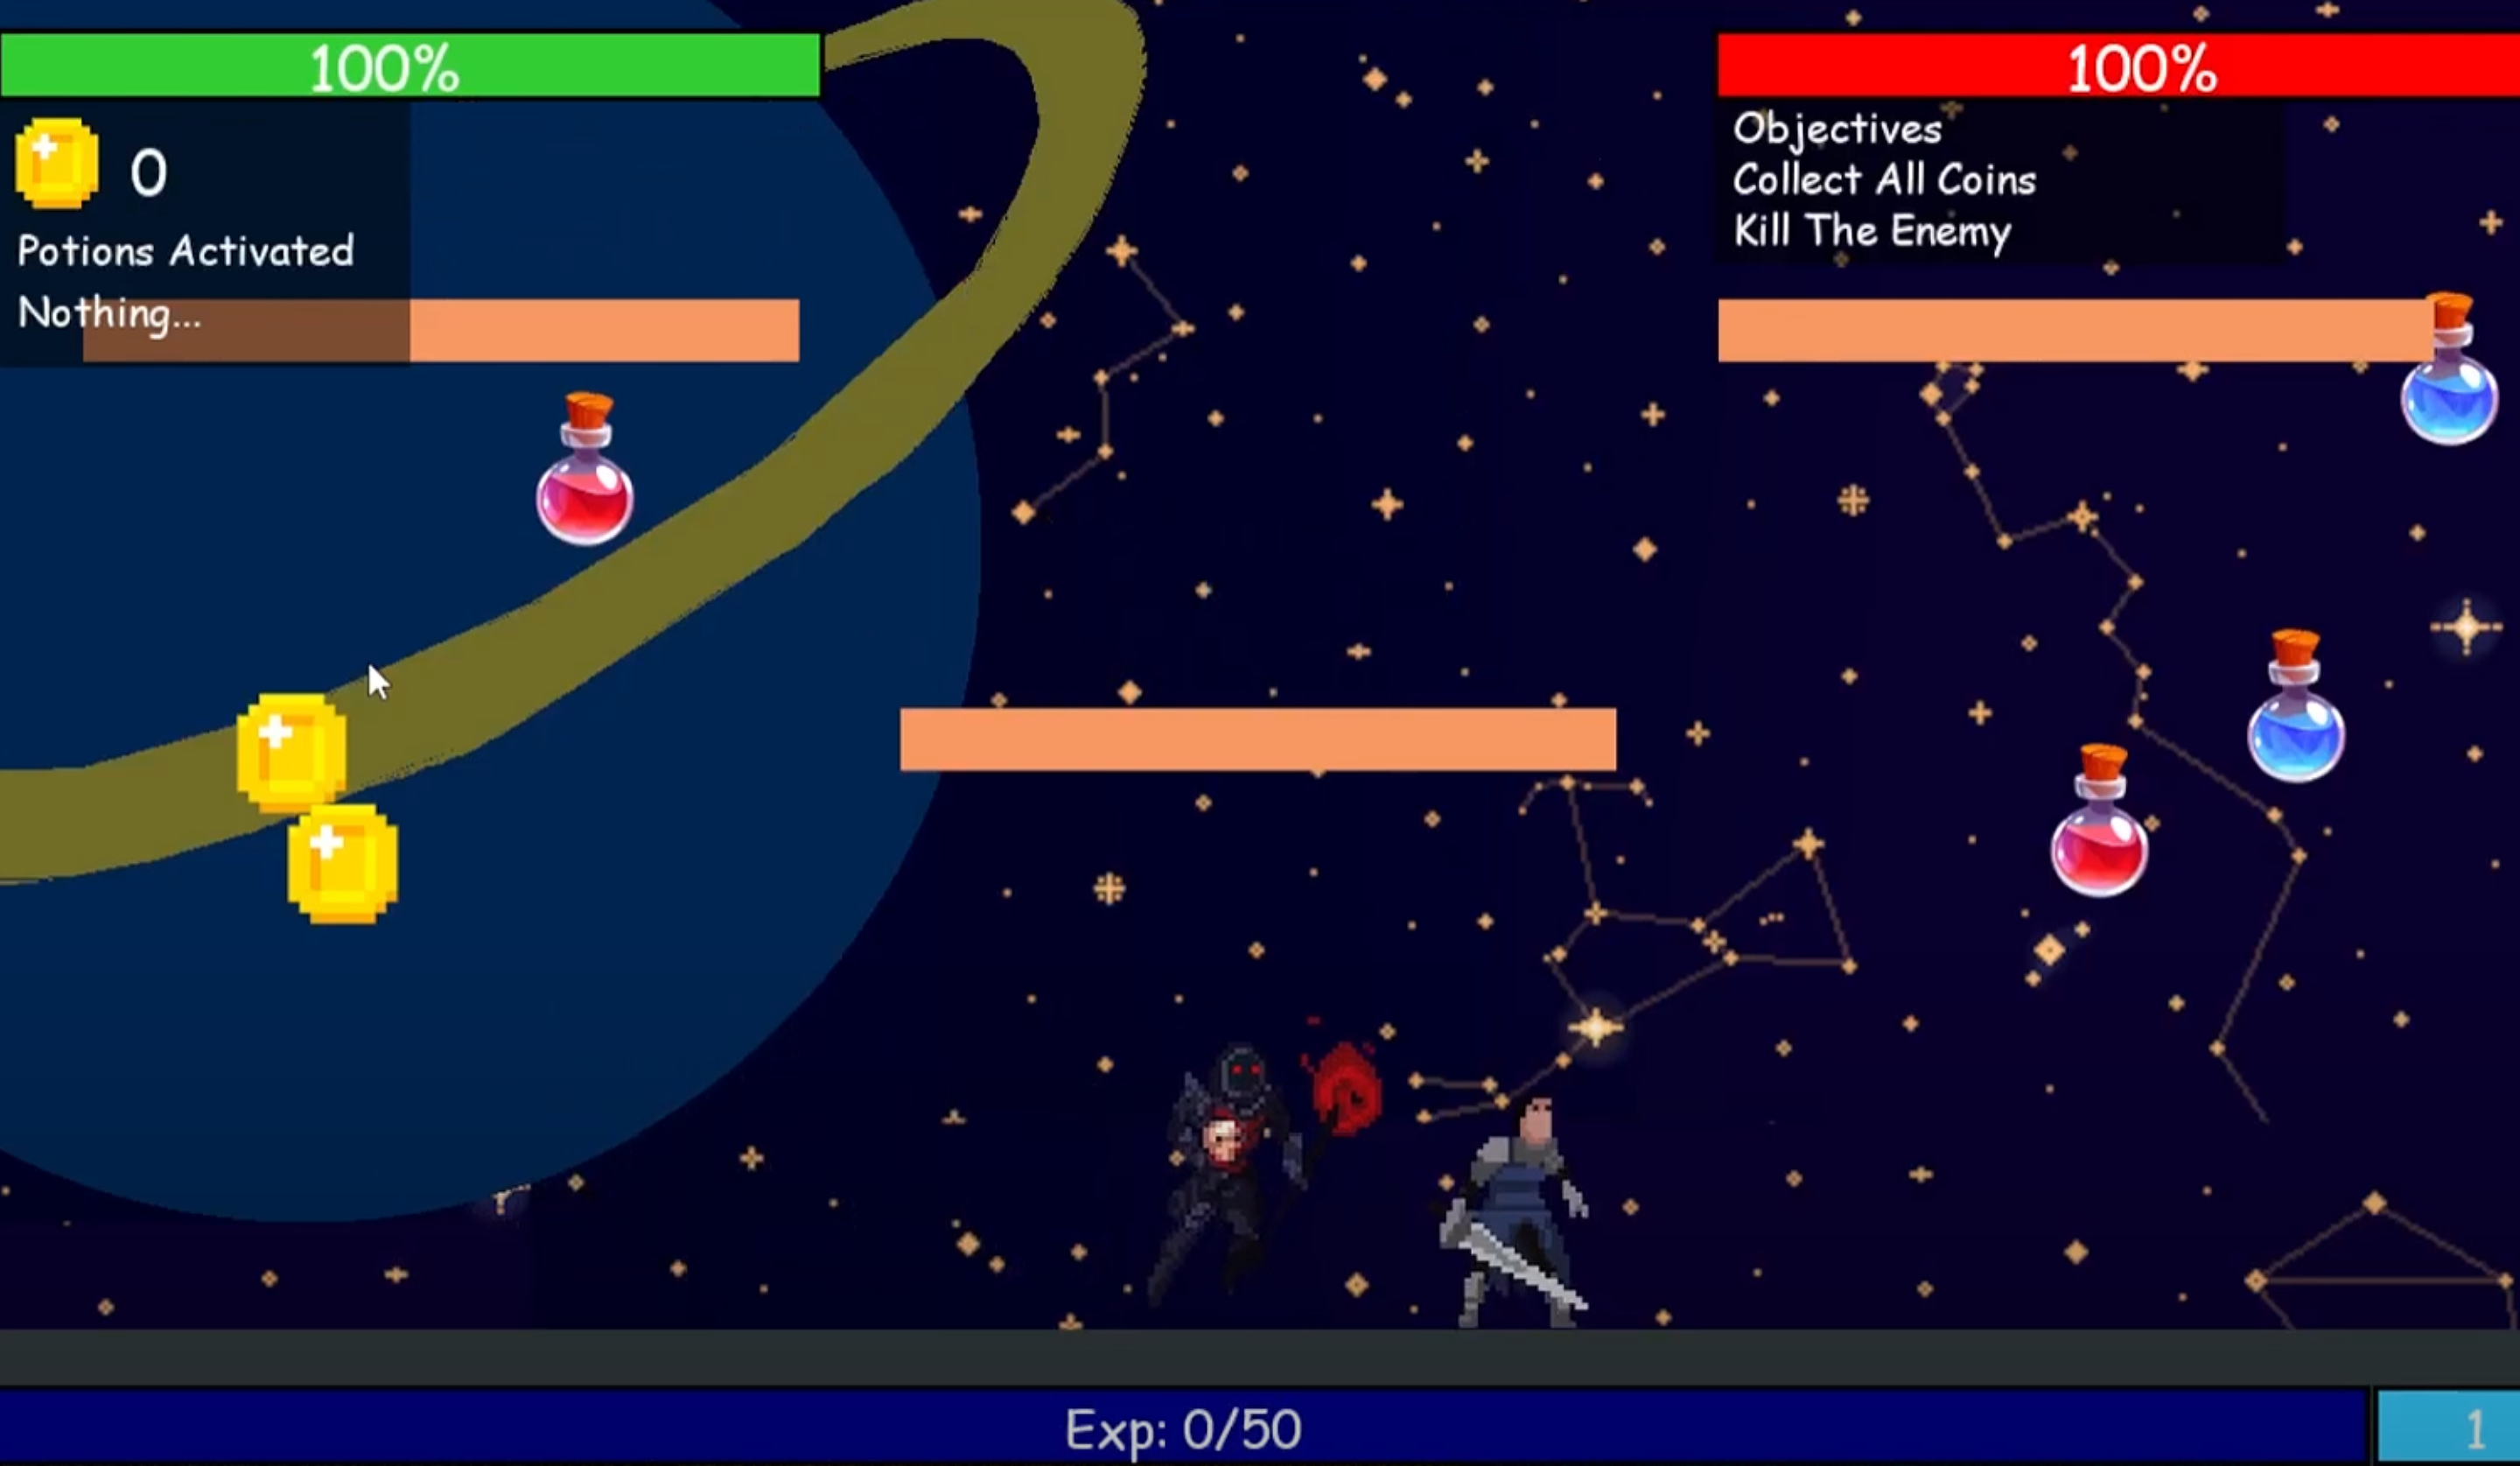 100%
0
Potions Activated
Nothing...
100%
Objectives
Collect All Coins
Kill The Enemy
Exp: 0/50
1